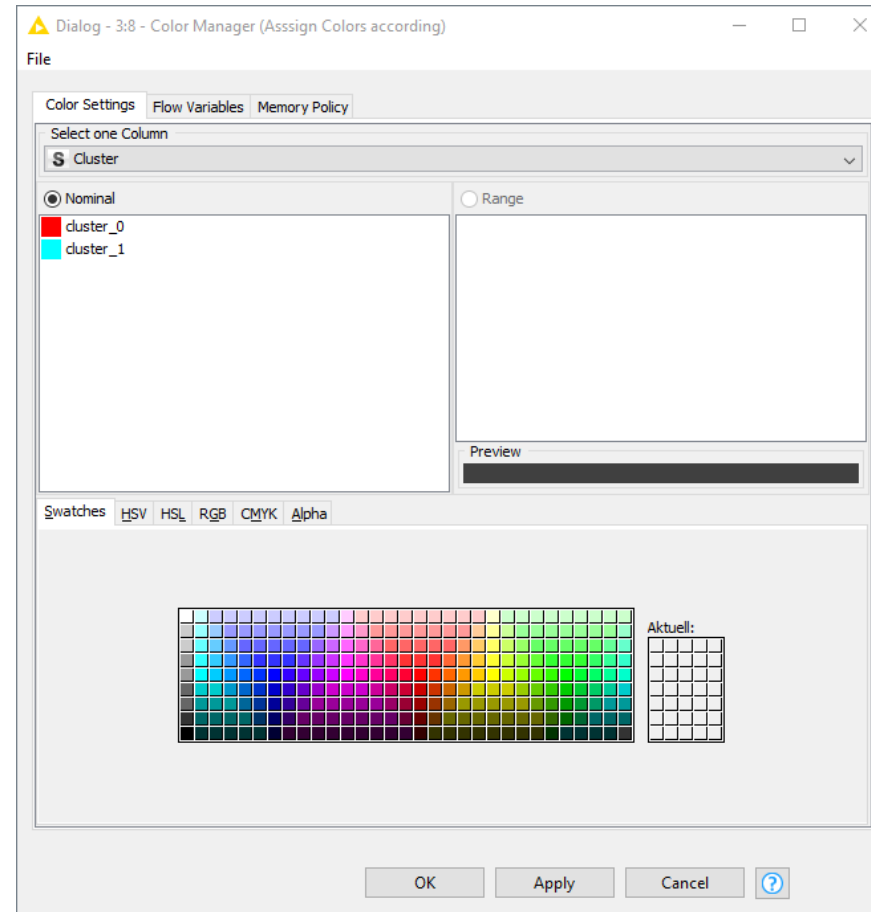 Dialog - 3:8 - Color Manager (Asssign Colors according)
File
Color Settings Flow Variables Memory Policy
Select one Column
S Cluster
Nominal
Range
cluster_0
cluster_1
Preview
Swatches HSV HSL RGB CMYK Alpha
Aktuell:
OK Apply Cancel ?